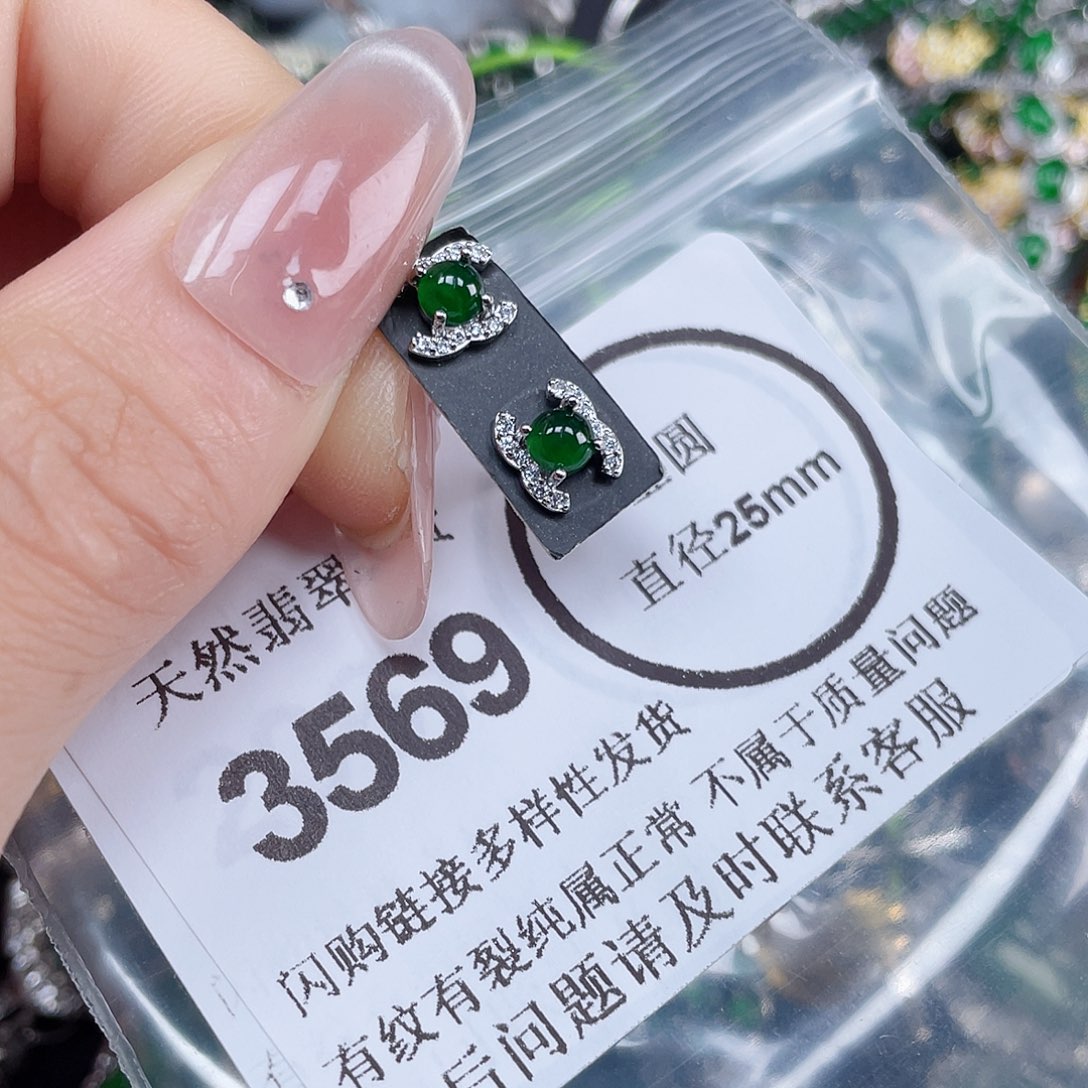 天然翡翠
3569
圆
直径25mm
闪购链接多样性发货
有纹有裂纯属正常 不属于质量问题
后问题请及时联系客服